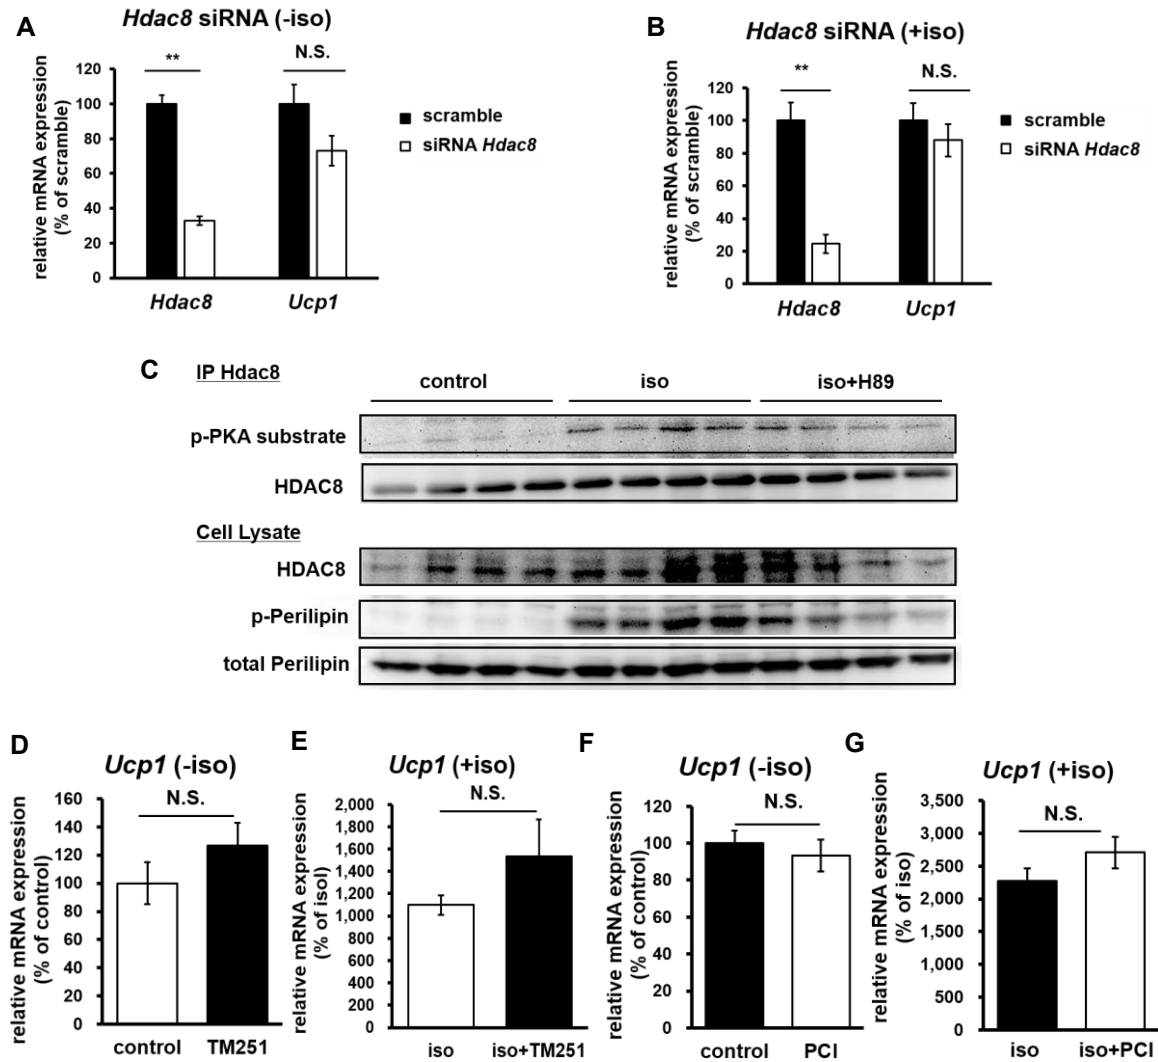 A
Hdac8 siRNA (-iso)
**
N.S.
relative mRNA expression
(% of scramble)
120
100
80
60
40
20
0
Hdac8
Ucp1
scramble
siRNA Hdac8
B
Hdac8 siRNA (+iso)
**
N.S.
relative mRNA expression
(% of scramble)
120
100
80
60
40
20
0
Hdac8
Ucp1
scramble
siRNA Hdac8
C
IP Hdac8
control
iso
iso+H89
p-PKA substrate
HDAC8
Cell Lysate
HDAC8
p-Perilipin
total Perilipin
D
Ucp1 (-iso)
N.S.
relative mRNA expression
(% of control)
160
140
120
100
80
60
40
20
0
control
TM251
E
Ucp1 (+iso)
N.S.
relative mRNA expression
(% of isol)
2,000
1,800
1,600
1,400
1,200
1,000
800
600
400
200
0
iso
iso+TM251
F
Ucp1 (-iso)
N.S.
relative mRNA expression
(% of control)
120
100
80
60
40
20
0
control
PCI
G
Ucp1 (+iso)
N.S.
relative mRNA expression
(% of iso)
3,500
3,000
2,500
2,000
1,500
1,000
500
0
iso
iso+PCI